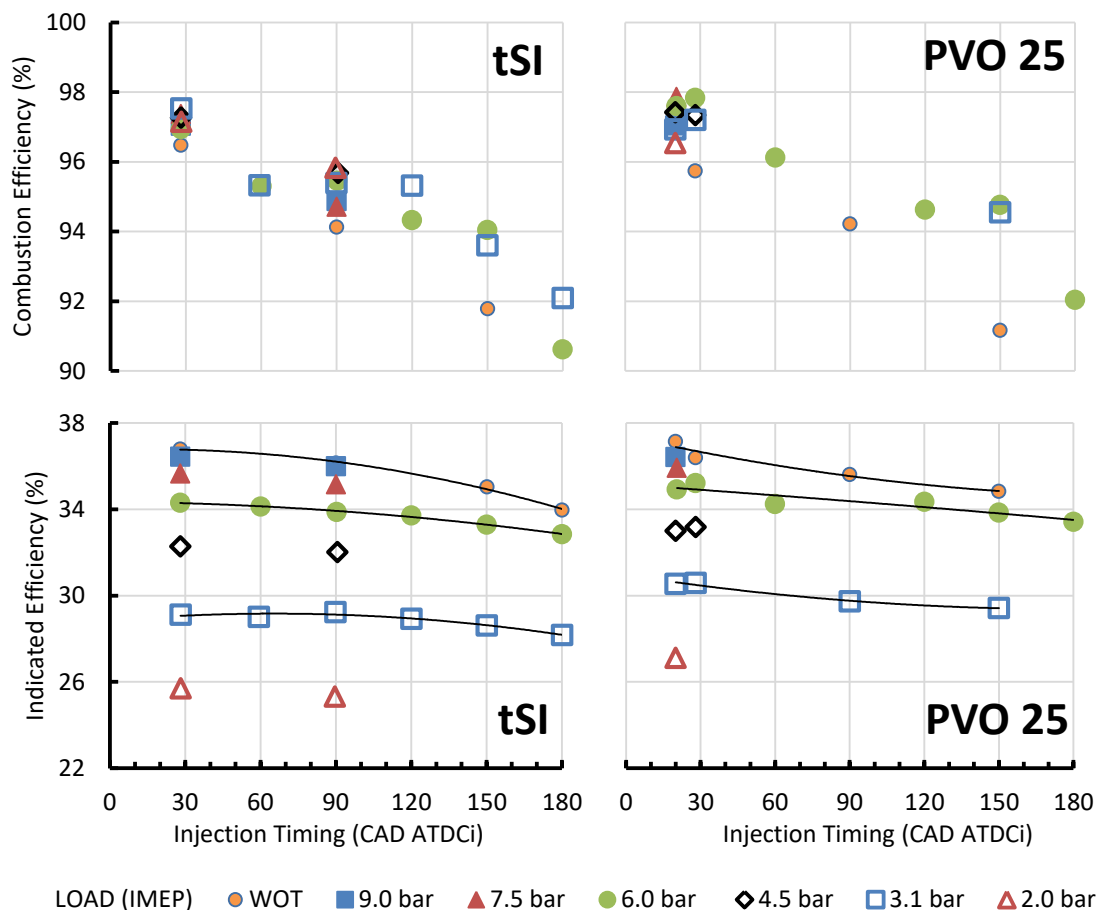 100
98
96
94
92
90
Combustion Efficiency (%)
tSI
PVO 25
38
34
30
26
22
Indicated Efficiency (%)
tSI
PVO 25
0 30 60 90 120 150 180
0 30 60 90 120 150 180
Injection Timing (CAD ATDCi)
Injection Timing (CAD ATDCi)
LOAD (IMEP) WOT 9.0 bar 7.5 bar 6.0 bar 4.5 bar 3.1 bar 2.0 bar